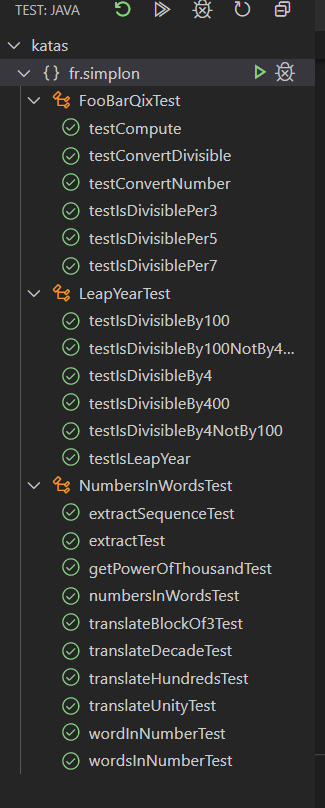 TEST: JAVA
katas
{} fr.simplon
FooBarQixTest
testCompute
testConvertDivisible
testConvertNumber
testIsDivisiblePer3
testIsDivisiblePer5
testIsDivisiblePer7
LeapYearTest
testIsDivisibleBy100
testIsDivisibleBy100NotBy4...
testIsDivisibleBy4
testIsDivisibleBy400
testIsDivisibleBy4NotBy100
testIsLeapYear
NumbersInWordsTest
extractSequenceTest
extractTest
getPowerOfThousandTest
numbersInWordsTest
translateBlockOf3Test
translateDecadeTest
translateHundredsTest
translateUnityTest
wordInNumberTest
wordsInNumberTest